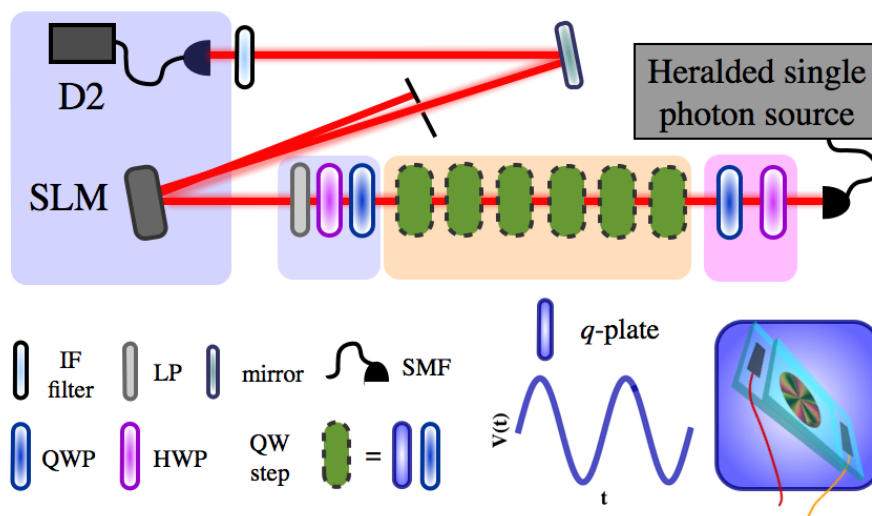 D2
Heralded single
photon source
SLM
IF
filter
LP
mirror
SMF
q-plate
QWP
HWP
QW
step
=
V(t)
t